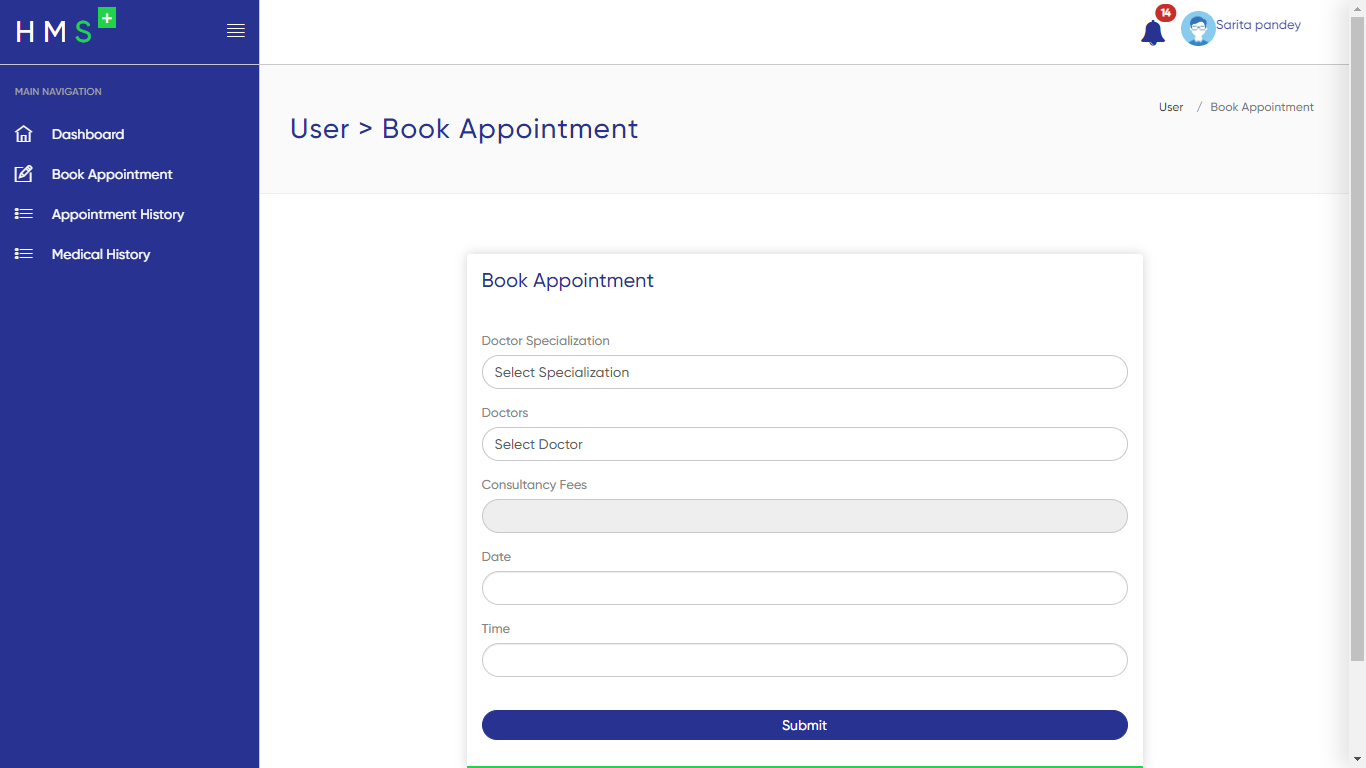 H M S +
14
Sarita pandey
MAIN NAVIGATION
Dashboard
Book Appointment
Appointment History
Medical History
User > Book Appointment
User / Book Appointment
Book Appointment
Doctor Specialization
Select Specialization
Doctors
Select Doctor
Consultancy Fees
Date
Time
Submit